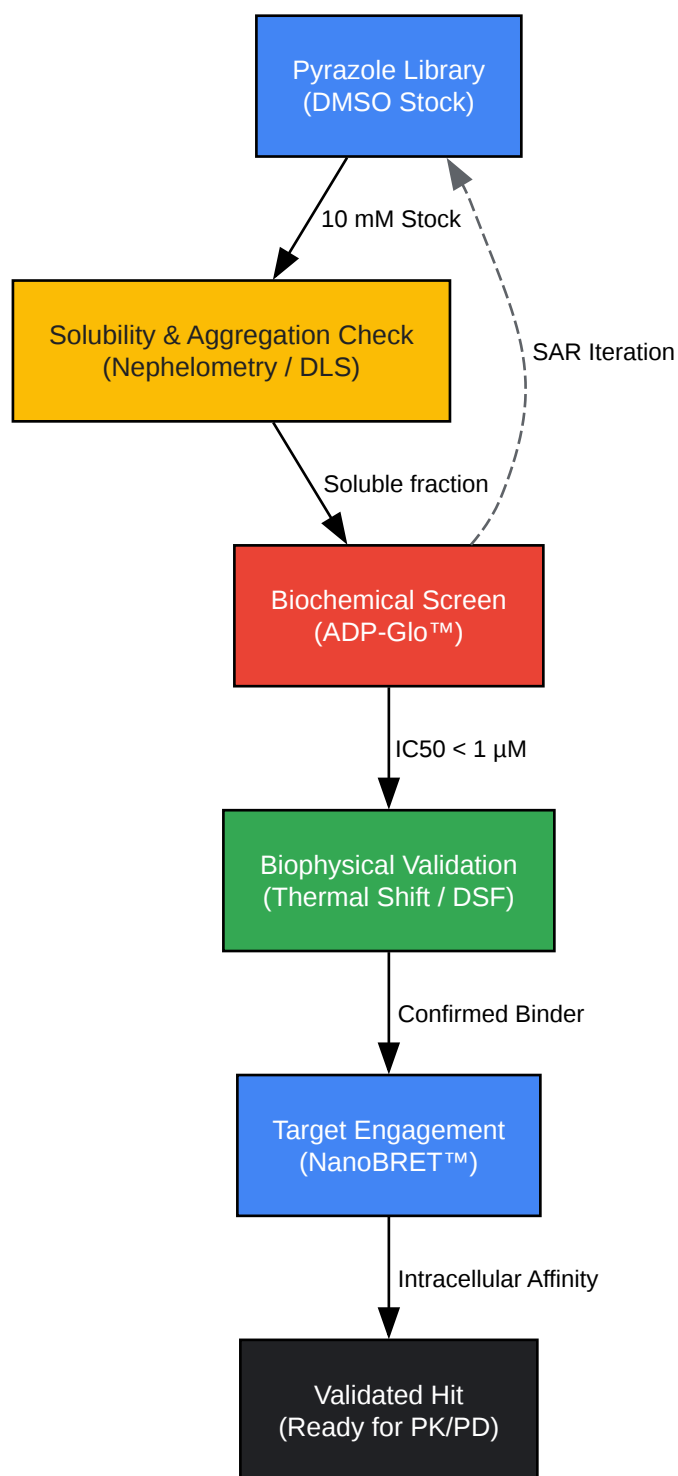 Pyrazole Library
(DMSO Stock)
10 mM Stock
Solubility & Aggregation Check
(Nephelometry / DLS)
SAR Iteration
Soluble fraction
Biochemical Screen
(ADP-Glo™)
IC50 < 1 µM
Biophysical Validation
(Thermal Shift / DSF)
Confirmed Binder
Target Engagement
(NanoBRET™)
Intracellular Affinity
Validated Hit
(Ready for PK/PD)